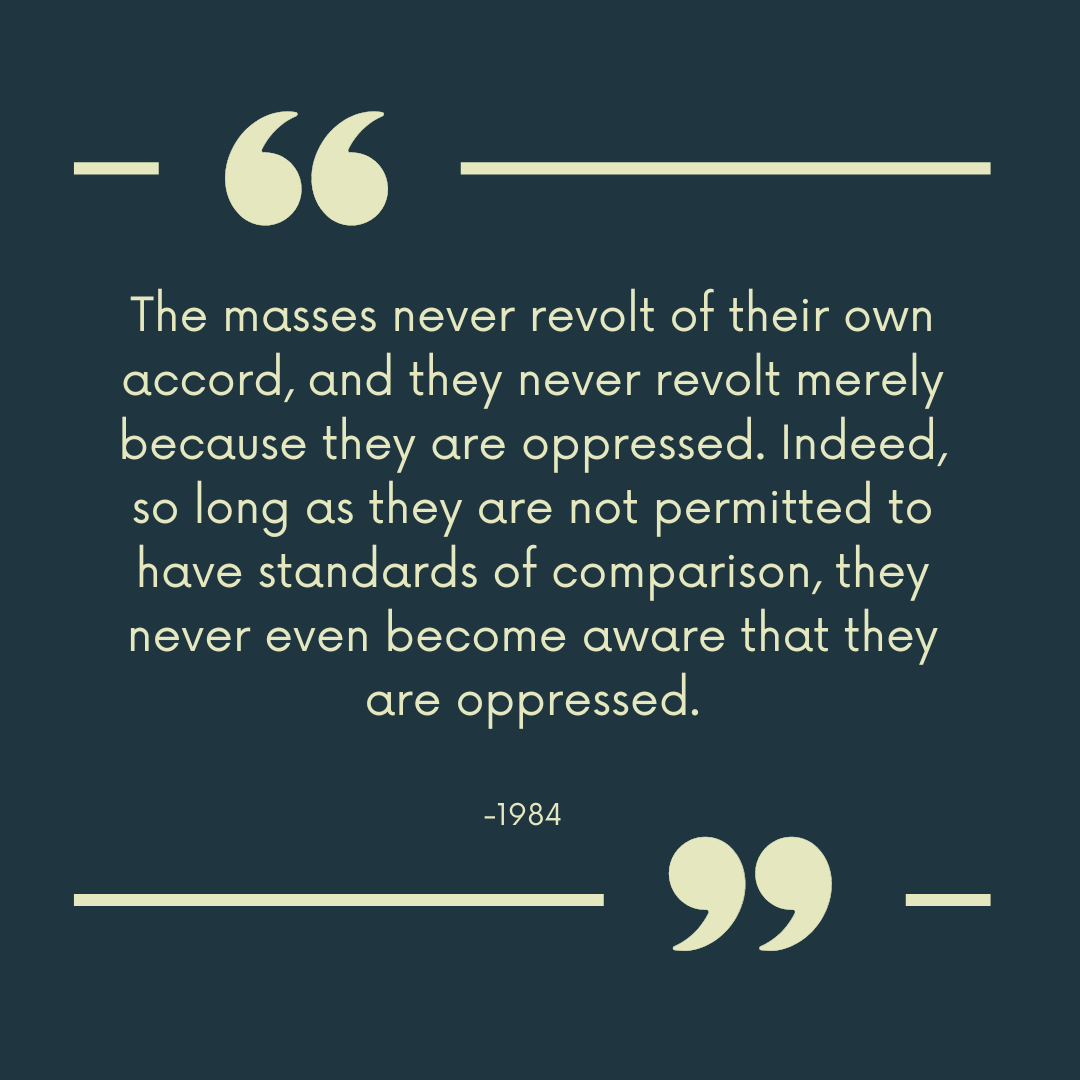 “
The masses never revolt of their own
accord, and they never revolt merely
because they are oppressed. Indeed,
so long as they are not permitted to
have standards of comparison, they
never even become aware that they
are oppressed.
-1984
”